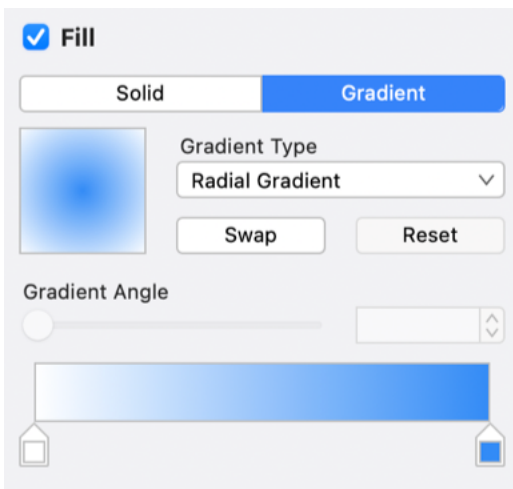 Fill
Solid
Gradient
Gradient Type
Radial Gradient
Swap
Reset
Gradient Angle